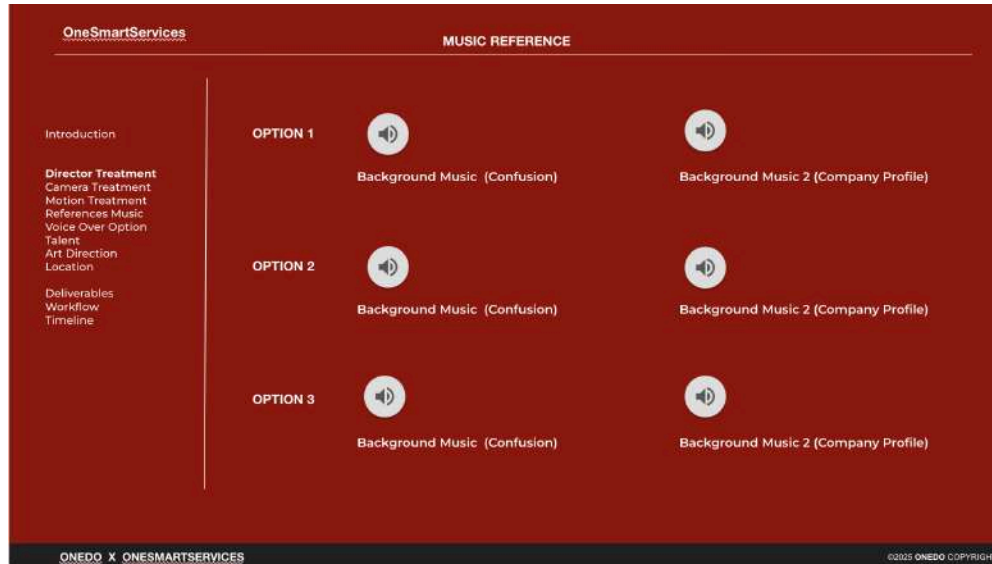 OneSmartServices
MUSIC REFERENCE
Introduction
Director Treatment
Camera Treatment
Motion Treatment
References Music
Voice Over Option
Talent
Art Direction
Location
Deliverables
Workflow
Timeline
OPTION 1
Background Music (Confusion)
Background Music 2 (Company Profile)
OPTION 2
Background Music (Confusion)
Background Music 2 (Company Profile)
OPTION 3
Background Music (Confusion)
Background Music 2 (Company Profile)
ONEDO X ONESMARTSERVICES
©2025 ONEDO COPYRIGH